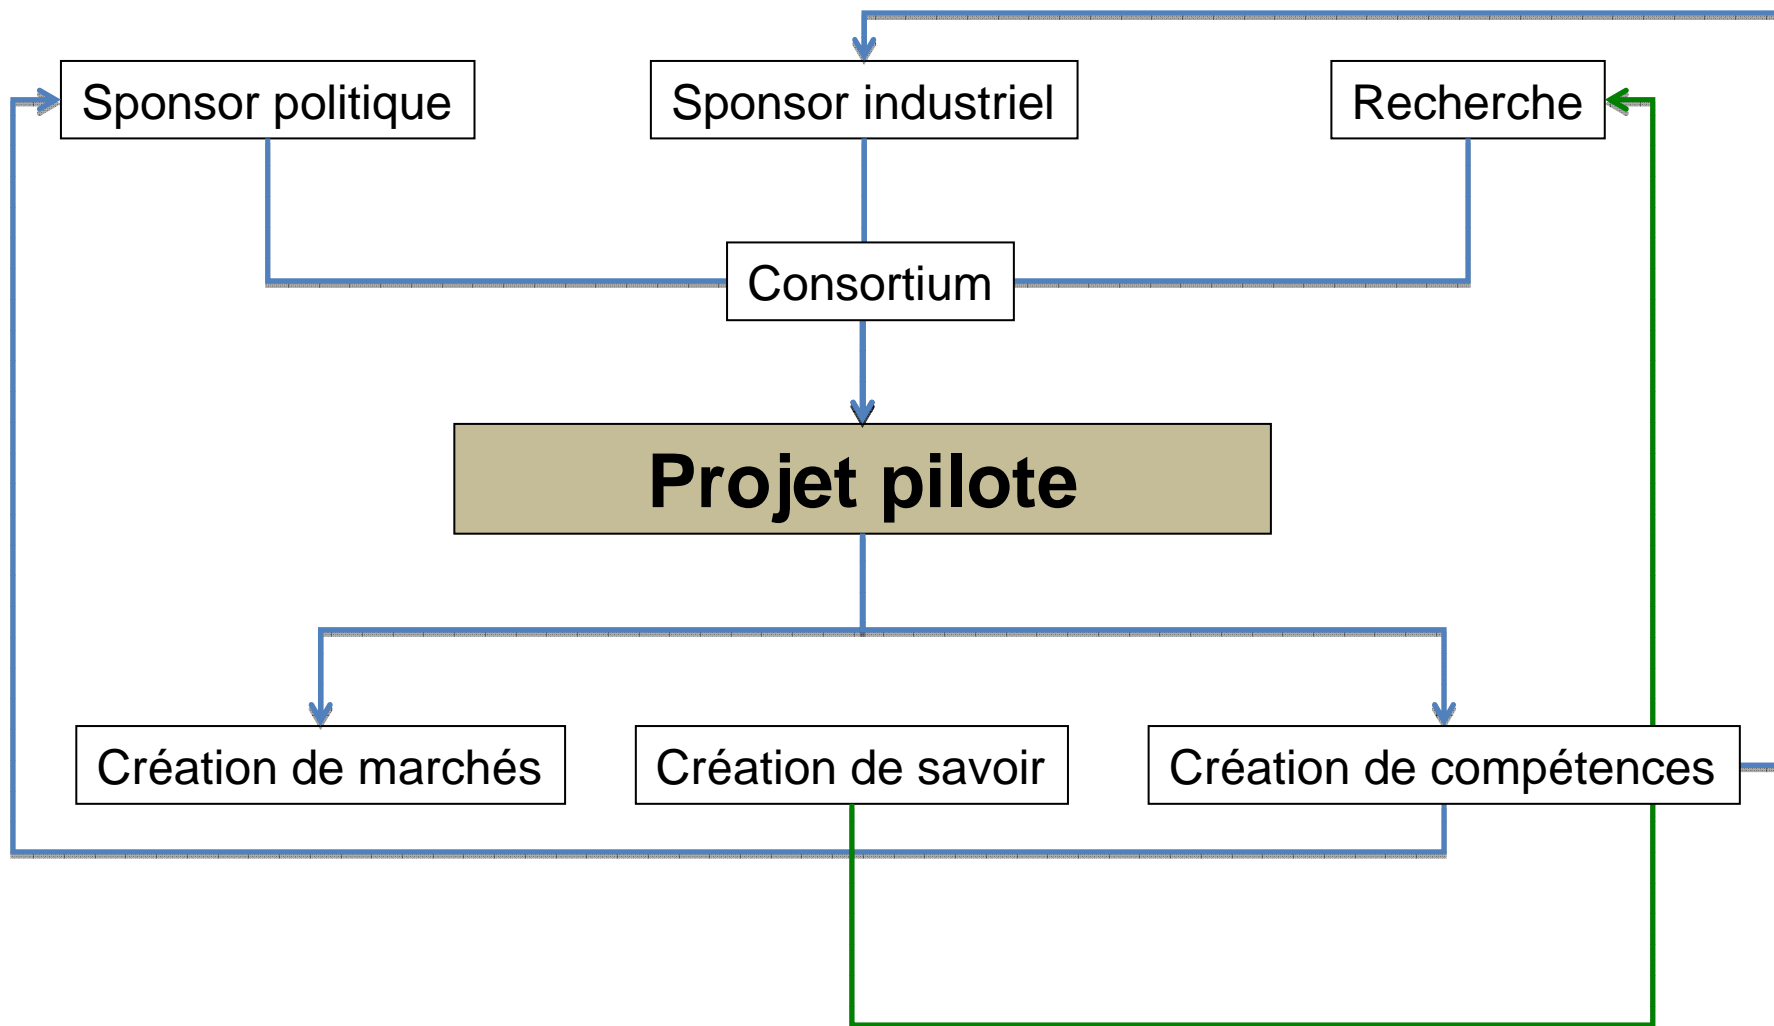 Sponsor politique
Sponsor industriel
Recherche
Consortium
Projet pilote
Création de marchés
Création de savoir
Création de compétences